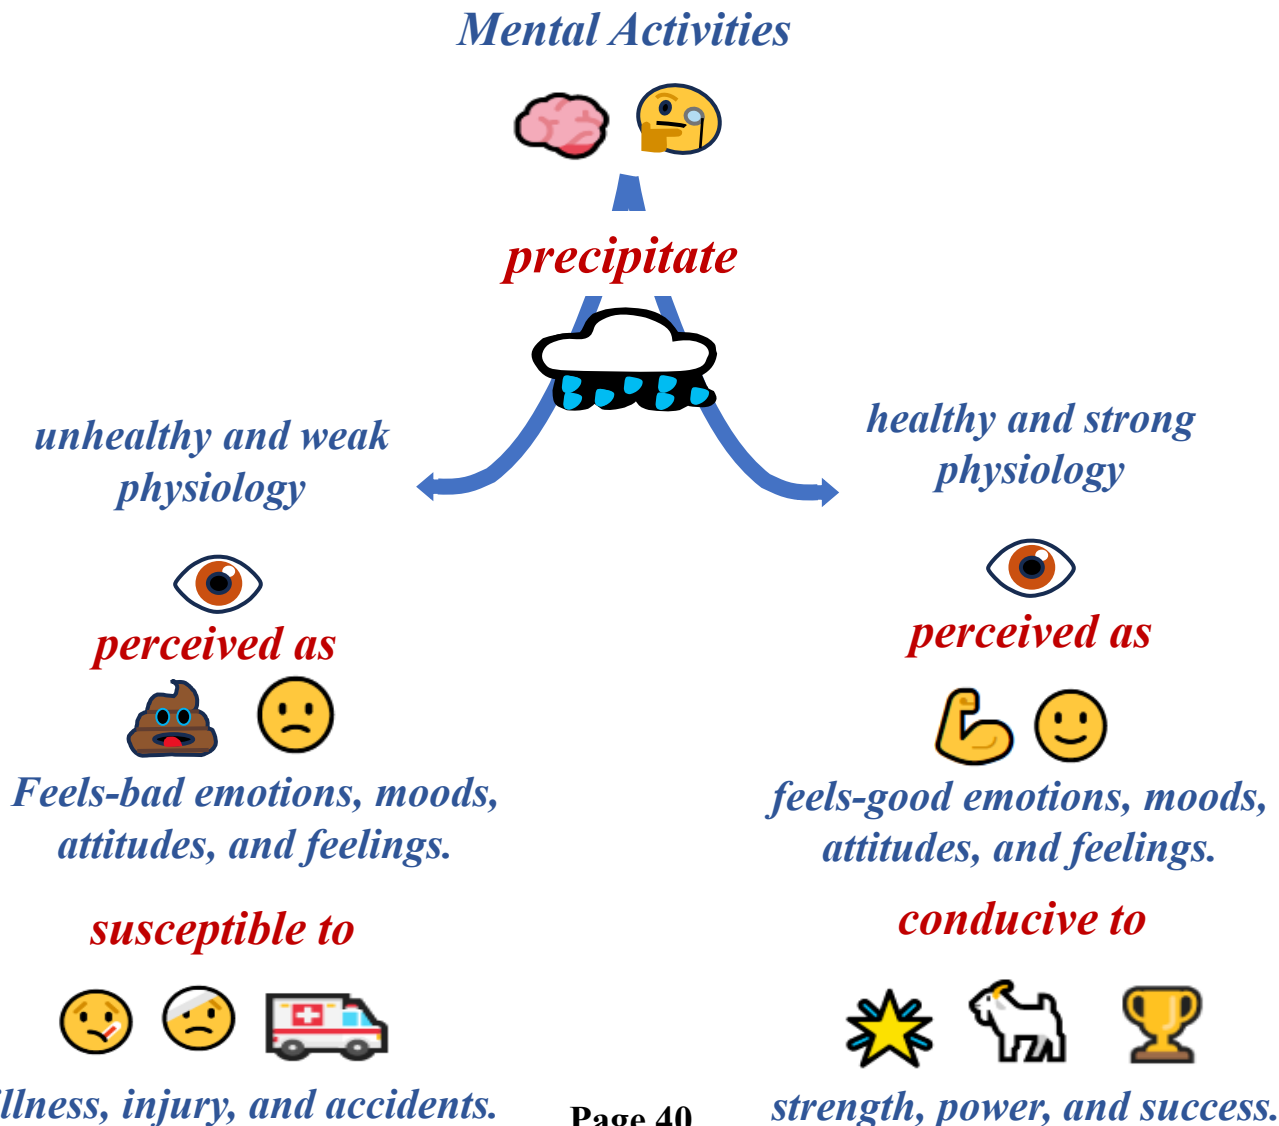 Mental Activities
precipitate
unhealthy and weak
physiology
perceived as
Feels-bad emotions, moods,
attitudes, and feelings.
susceptible to
illness, injury, and accidents.
healthy and strong
physiology
perceived as
feels-good emotions, moods,
attitudes, and feelings.
conducive to
strength, power, and success.
Page 40